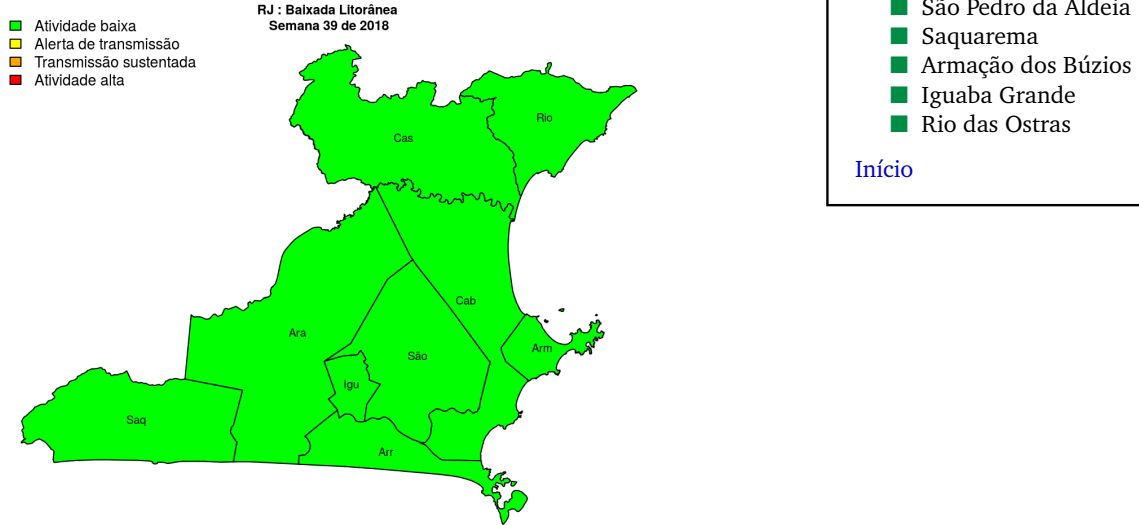 RJ : Baixada Litorânea
Semana 39 de 2018
Atividade baixa
Alerta de transmissão
Transmissão sustentada
Atividade alta
Cas
Rio
Cab
Ara
São
Arm
Igu
Saq
Arr
São Pedro da Aldeia
Saquarema
Armação dos Búzios
Iguaba Grande
Rio das Ostras
Início